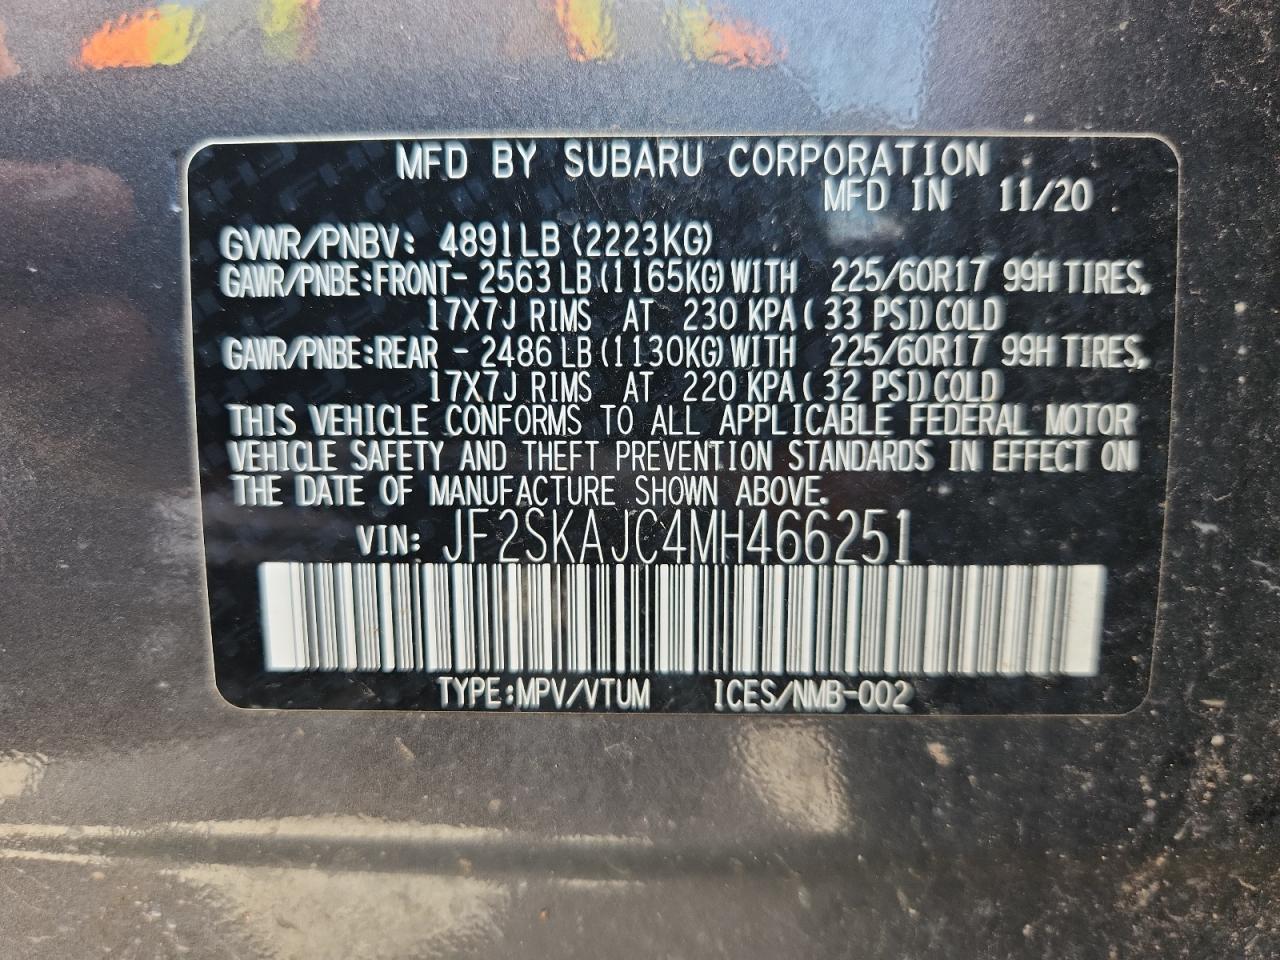 MFD BY SUBARU CORPORATION
MFD IN 11/20
GVWR/PNBV: 4891LB (2223KG)
GAWR/PNBE:FRONT- 2563 LB (1165KG) WITH 225/60R17 99H TIRES,
17X7J RIMS AT 230 KPA ( 33 PSI) COLD
GAWR/PNBE:REAR - 2486 LB (1130KG) WITH 225/60R17 99H TIRES,
17X7J RIMS AT 220 KPA ( 32 PSI) COLD
THIS VEHICLE CONFORMS TO ALL APPLICABLE FEDERAL MOTOR
VEHICLE SAFETY AND THEFT PREVENTION STANDARDS IN EFFECT ON
THE DATE OF MANUFACTURE SHOWN ABOVE.
VIN: JF2SKAJC4MH466251
TYPE:MPV/VTUM ICES/NMB-002